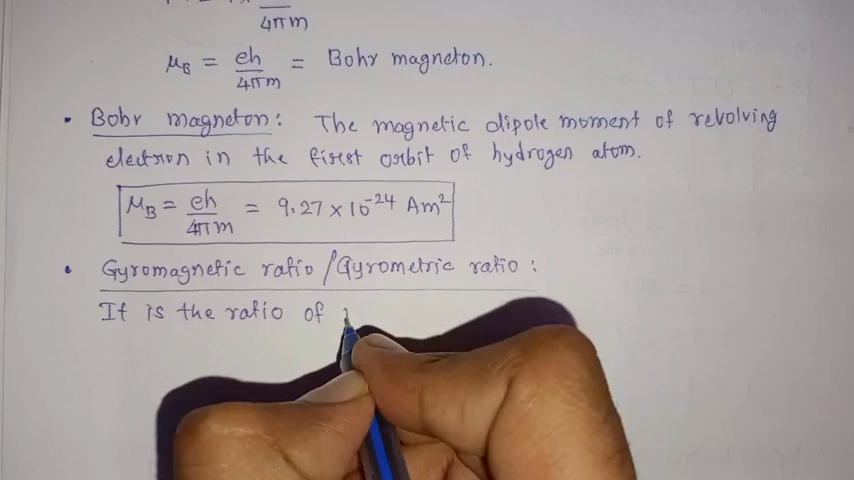 4πm
μB = eh/4πm = Bohr magneton.
• Bohr magneton: The magnetic dipole moment of revolving
electron in the first orbit of hydrogen atom.
μB = eh/4πm = 9.27 × 10⁻²⁴ Am²
• Gyromagnetic ratio/Gyrometric ratio:
It is the ratio of